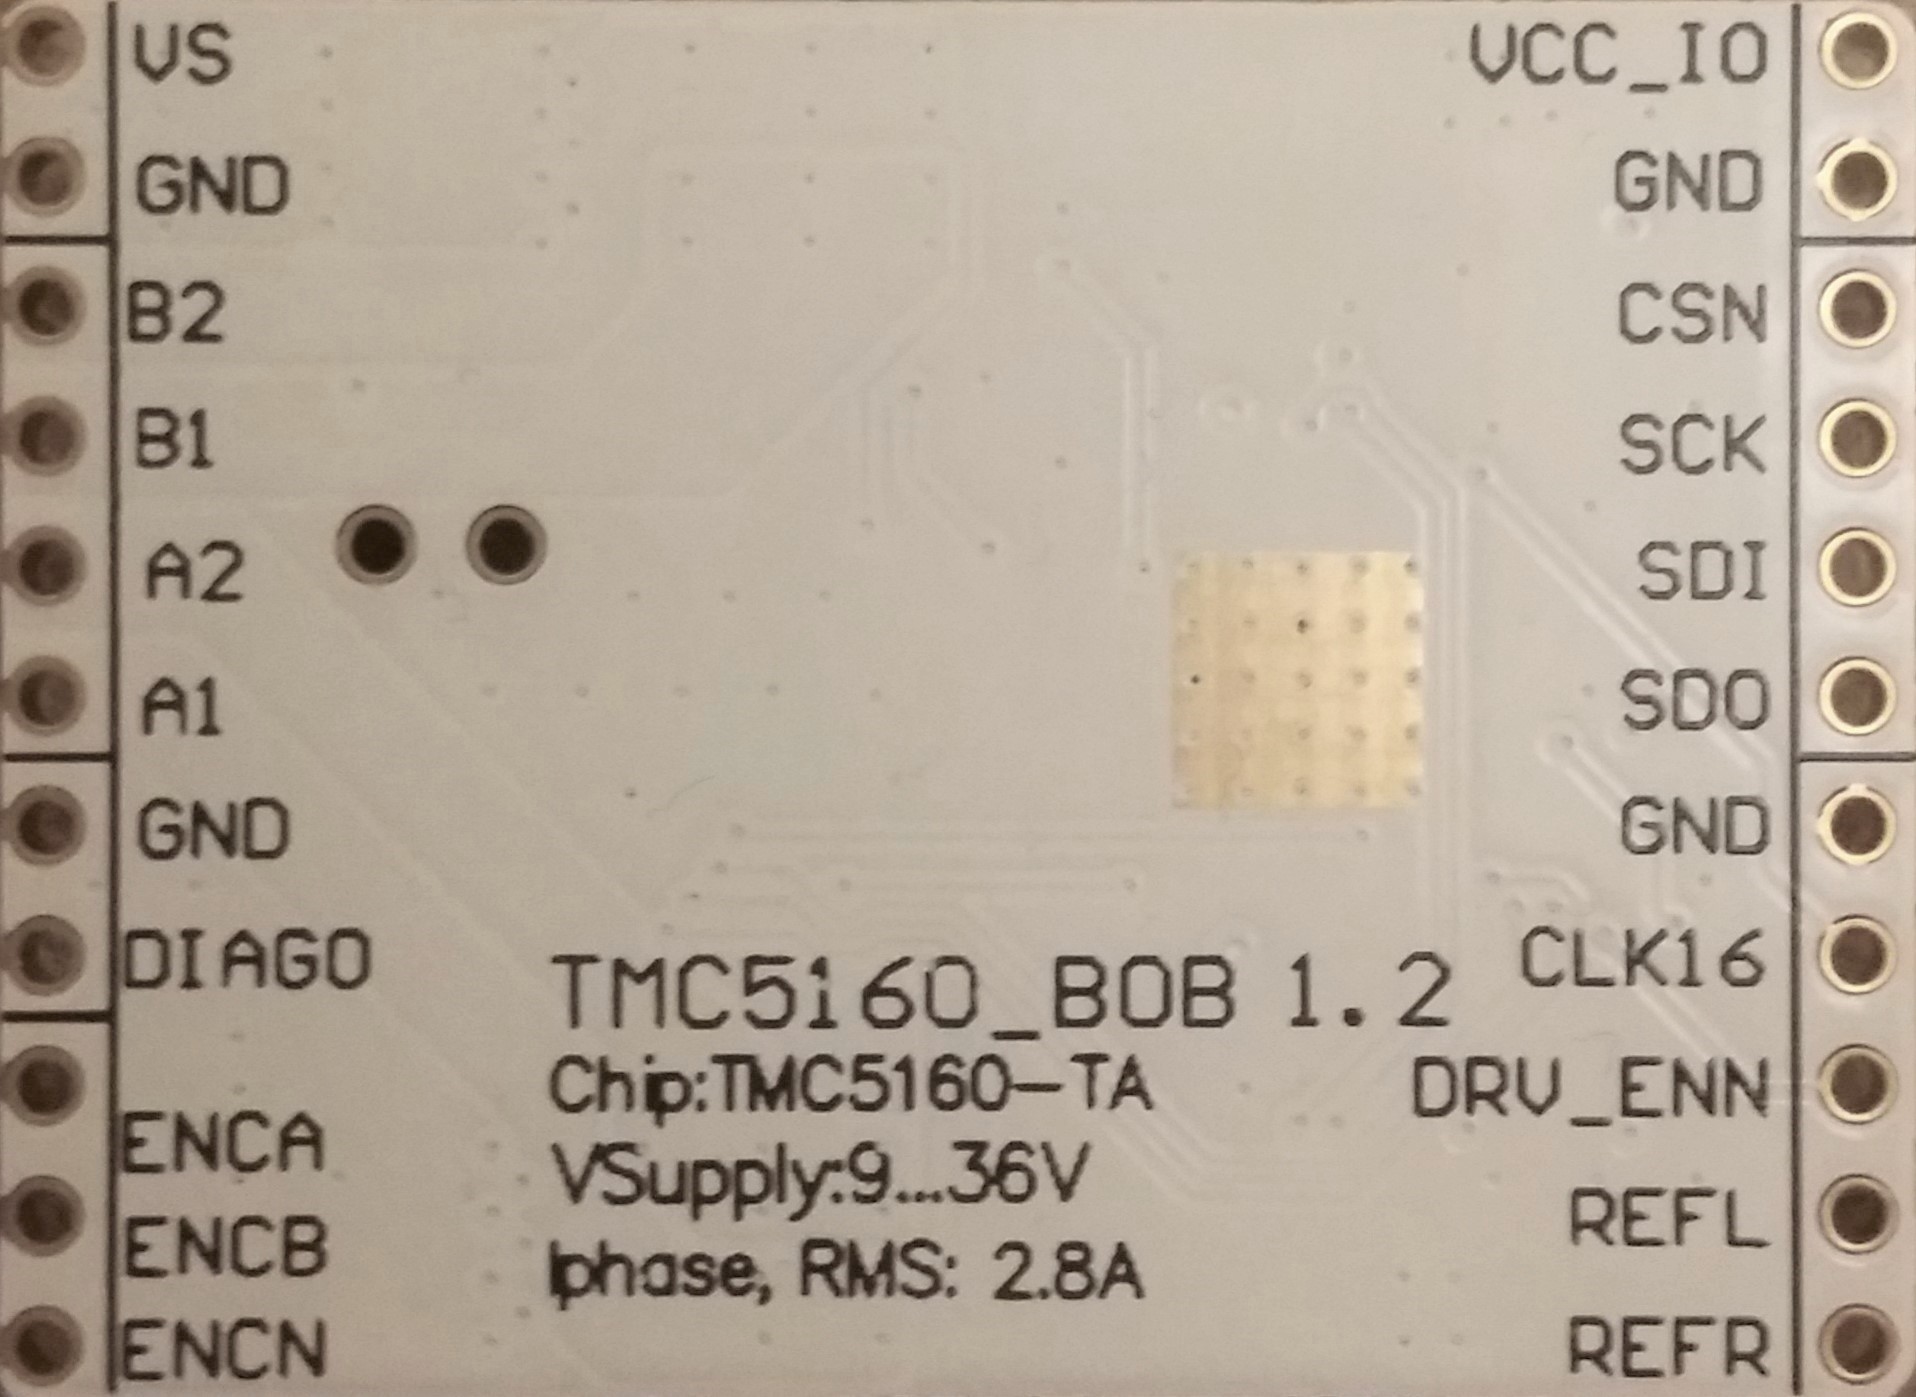 VS
GND
B2
B1
A2
A1
GND
DIAG0
ENCA
ENCB
ENCN
TMC5160_BOB 1.2
Chip:TMC5160-TA
VSupply:9...36V
Iphase, RMS: 2.8A
VCC_IO
GND
CSN
SCK
SDI
SDO
GND
CLK16
DRV_ENN
REFL
REFR